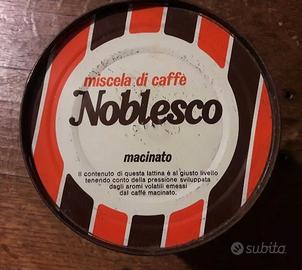 miscela di caffè
Noblesco
macinato
Il contenuto di questa lattina è al giusto livello
tenendo conto della pressione sviluppata
dagli aromi volatili emessi
dal caffè macinato.
subito